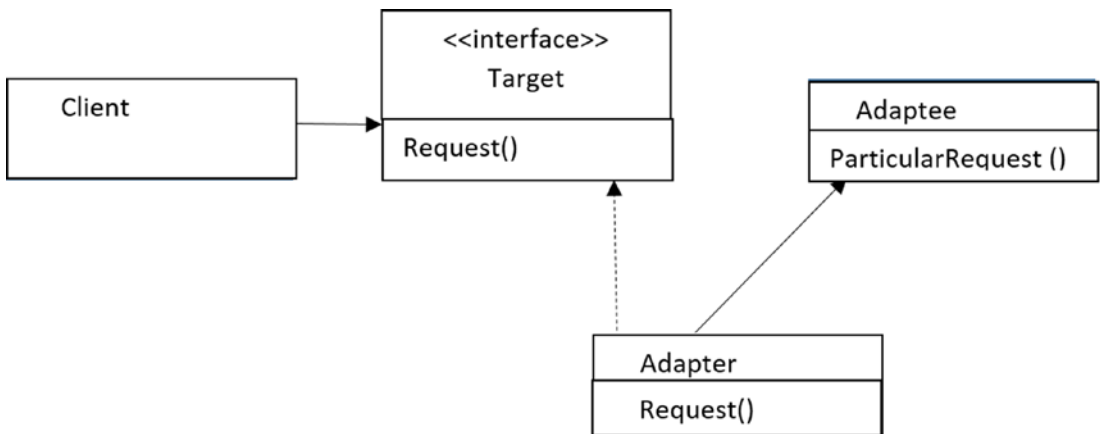 <<interface>>
Target
Client
Request()
Adaptee
ParticularRequest ()
Adapter
Request()